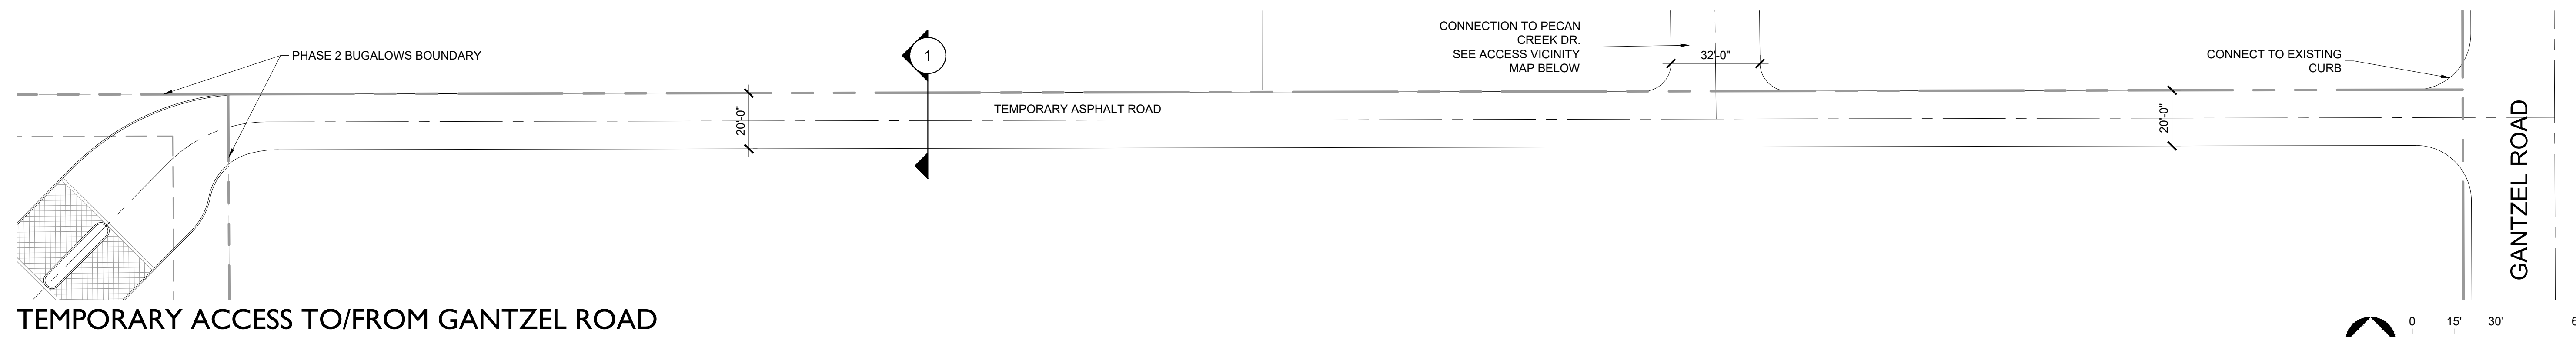 PHASE 2 BUGALOWS BOUNDARY
1
20'-0"
TEMPORARY ASPHALT ROAD
CONNECTION TO PECAN
CREEK DR.
SEE ACCESS VICINITY
MAP BELOW
32'-0"
CONNECT TO EXISTING
CURB
20'-0"
GANTZEL ROAD
TEMPORARY ACCESS TO/FROM GANTZEL ROAD
0 15' 30'